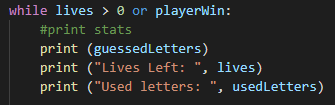 while lives > 0 or playerWin:
#print stats
print (guessedLetters)
print ("Lives Left: ", lives)
print ("Used letters: ", usedLetters)